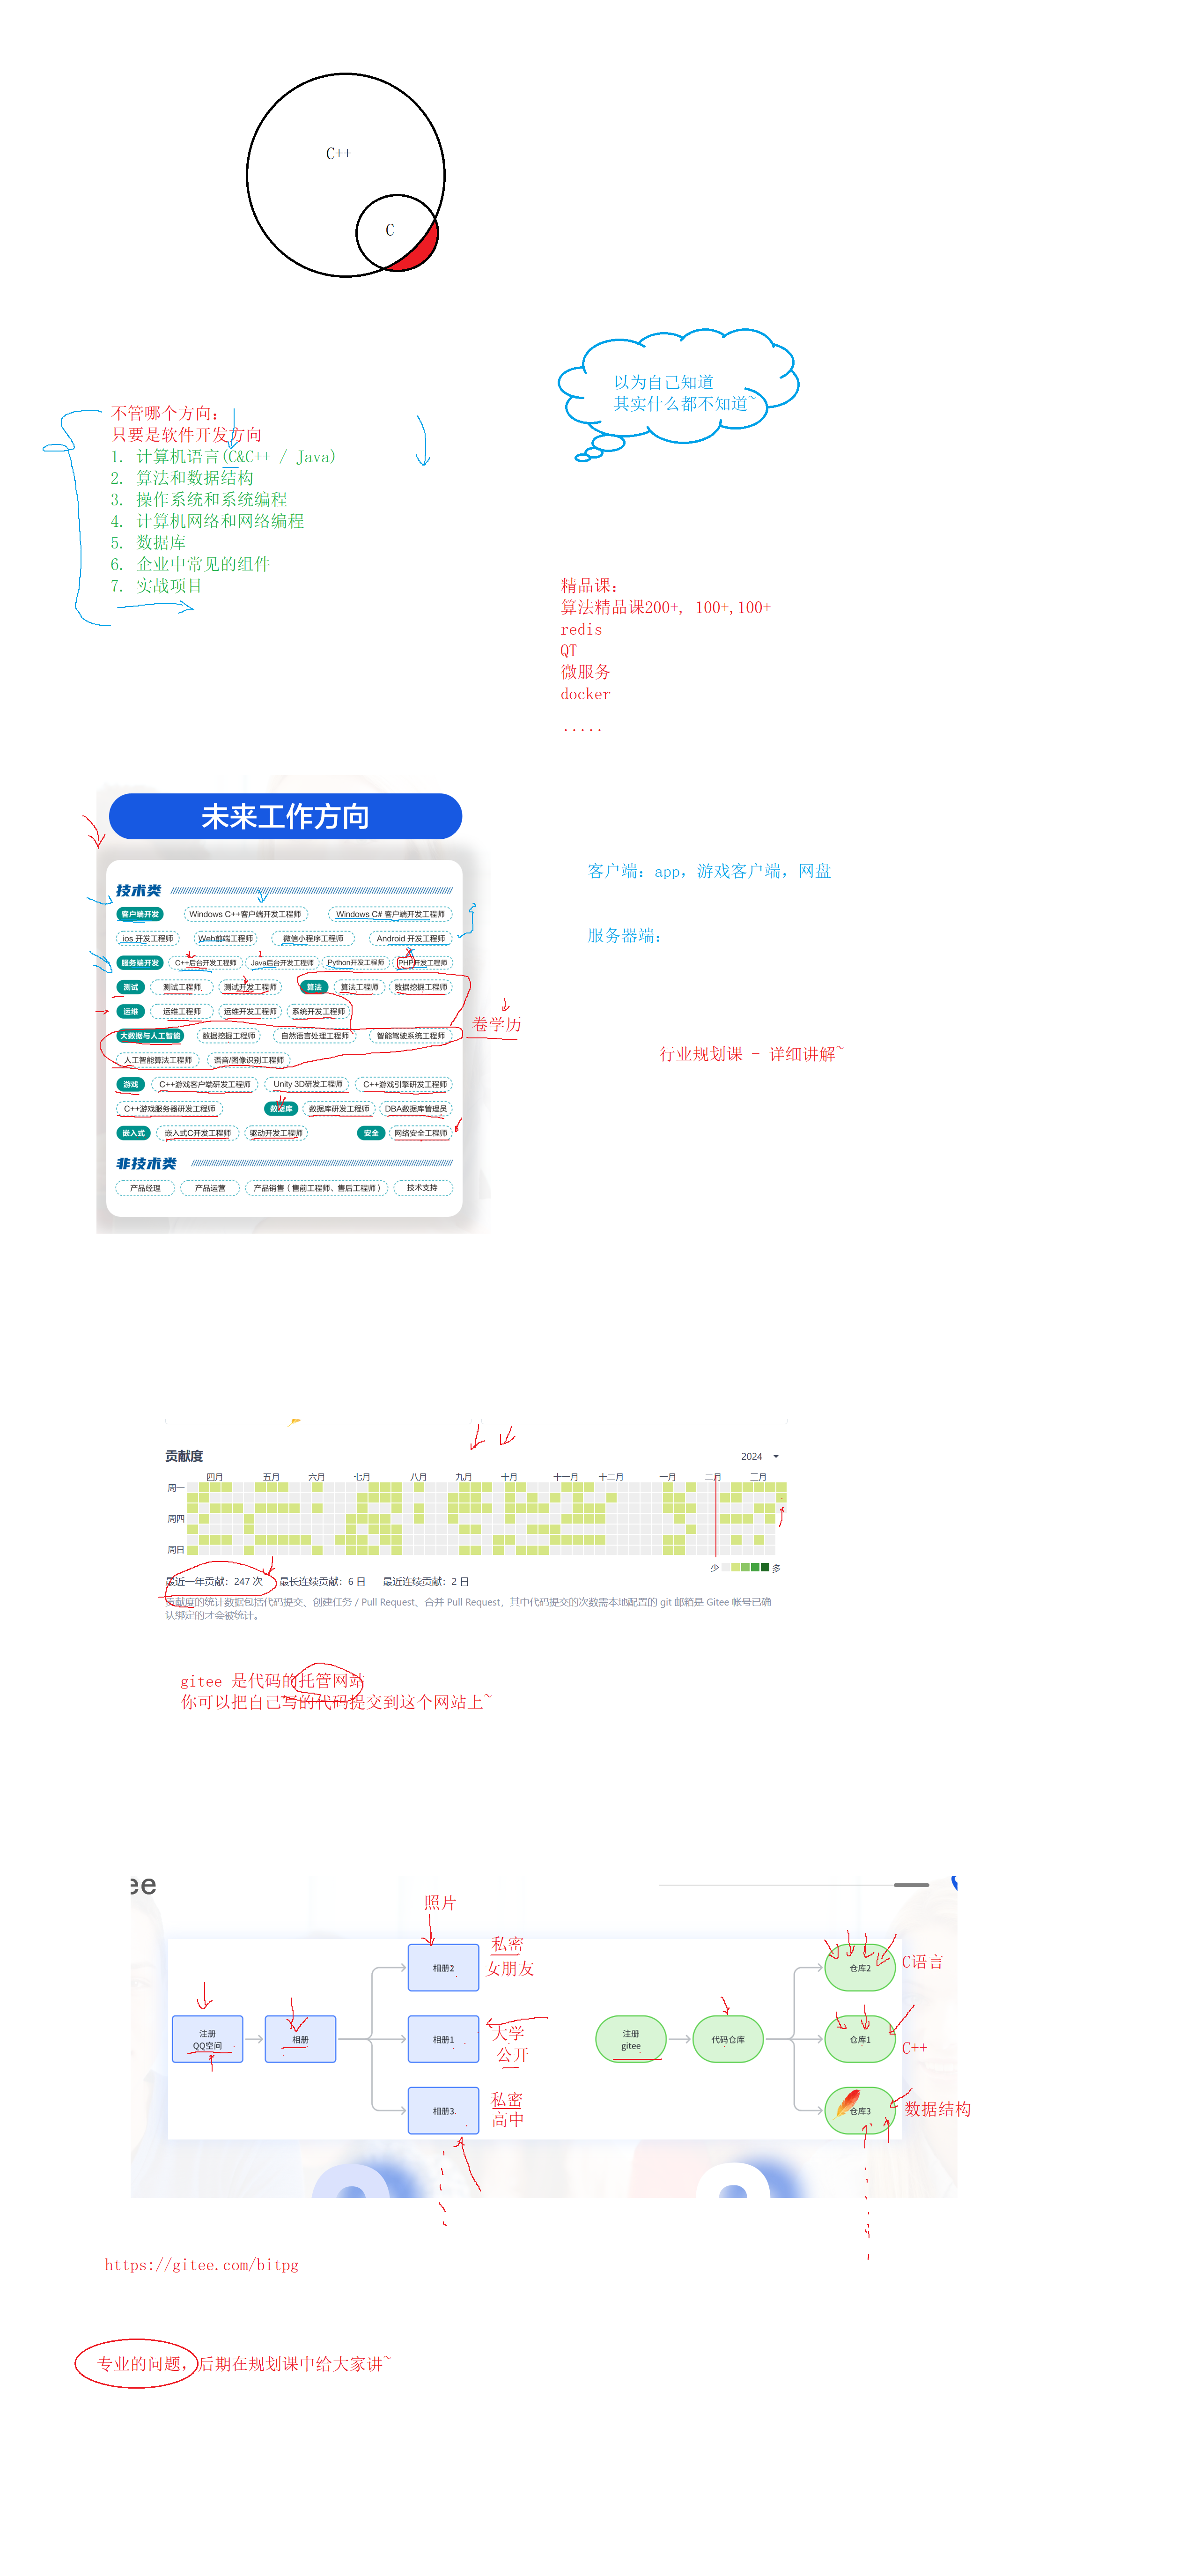 C++
C
以为自己知道
其实什么都不知道~
不管哪个方向：
只要是软件开发方向
1. 计算机语言(C&C++ / Java)
2. 算法和数据结构
3. 操作系统和系统编程
4. 计算机网络和网络编程
5. 数据库
6. 企业中常见的组件
7. 实战项目
精品课：
算法精品课200+, 100+,100+
redis
QT
微服务
docker
.....
未来工作方向
技术类
客户端开发 Windows C++客户端开发工程师 Windows C# 客户端开发工程师
ios 开发工程师 Web前端工程师 微信小程序工程师 Android 开发工程师
服务端开发 C++后台开发工程师 Java后台开发工程师 Python开发工程师 PHP开发工程师
测试 测试工程师 测试开发工程师 算法 算法工程师 数据挖掘工程师
运维 运维工程师 运维开发工程师 系统开发工程师
大数据与人工智能 数据挖掘工程师 自然语言处理工程师 智能驾驶系统工程师
人工智能算法工程师 语音/图像识别工程师
游戏 C++游戏客户端研发工程师 Unity 3D研发工程师 C++游戏引擎研发工程师
C++游戏服务器研发工程师 数据库 数据库研发工程师 DBA数据库管理员
嵌入式 嵌入式C开发工程师 驱动开发工程师 安全 网络安全工程师
非技术类
产品经理 产品运营 产品销售（售前工程师、售后工程师） 技术支持
客户端：app，游戏客户端，网盘
服务器端：
卷学历
行业规划课 - 详细讲解~
贡献度 2024
四月 五月 六月 七月 八月 九月 十月 十一月 十二月 一月 二月 三月
周一
周四
周日
少 多
最近一年贡献：247 次 最长连续贡献：6 日 最近连续贡献：2 日
贡献度的统计数据包括代码提交、创建任务 / Pull Request、合并 Pull Request，其中代码提交的次数需本地配置的 git 邮箱是 Gitee 帐号已确
认绑定的才会被统计。
gitee 是代码的托管网站
你可以把自己写的代码提交到这个网站上~
ee
照片
相册2
私密
女朋友
注册
QQ空间
相册
相册1
大学
公开
相册3.
私密
高中
注册
gitee
代码仓库
仓库2
C语言
仓库1
C++
仓库3
数据结构
https://gitee.com/bitpg
专业的问题，后期在规划课中给大家讲~